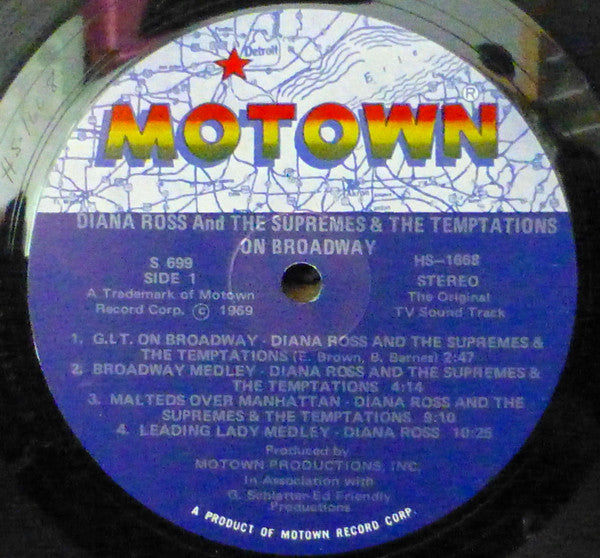 Detroit
Erie
MOTOWN®
DIANA ROSS And THE SUPREMES & THE TEMPTATIONS
ON BROADWAY
S 699
SIDE 1
A Trademark of Motown
Record Corp. © 1969
HS-1668
STEREO
The Original
TV Sound Track
1. G.I.T. ON BROADWAY - DIANA ROSS AND THE SUPREMES &
THE TEMPTATIONS (E. Brown, B. Barnes) 2:47
2. BROADWAY MEDLEY - DIANA ROSS AND THE SUPREMES &
THE TEMPTATIONS 4:14
3. MALTEDS OVER MANHATTAN - DIANA ROSS AND THE
SUPREMES & THE TEMPTATIONS 9:10
4. LEADING LADY MEDLEY - DIANA ROSS 10:25
Produced by
MOTOWN PRODUCTIONS, INC.
In Association with
G. Schlatter-Ed Friendly
Productions
A PRODUCT OF MOTOWN RECORD CORP.